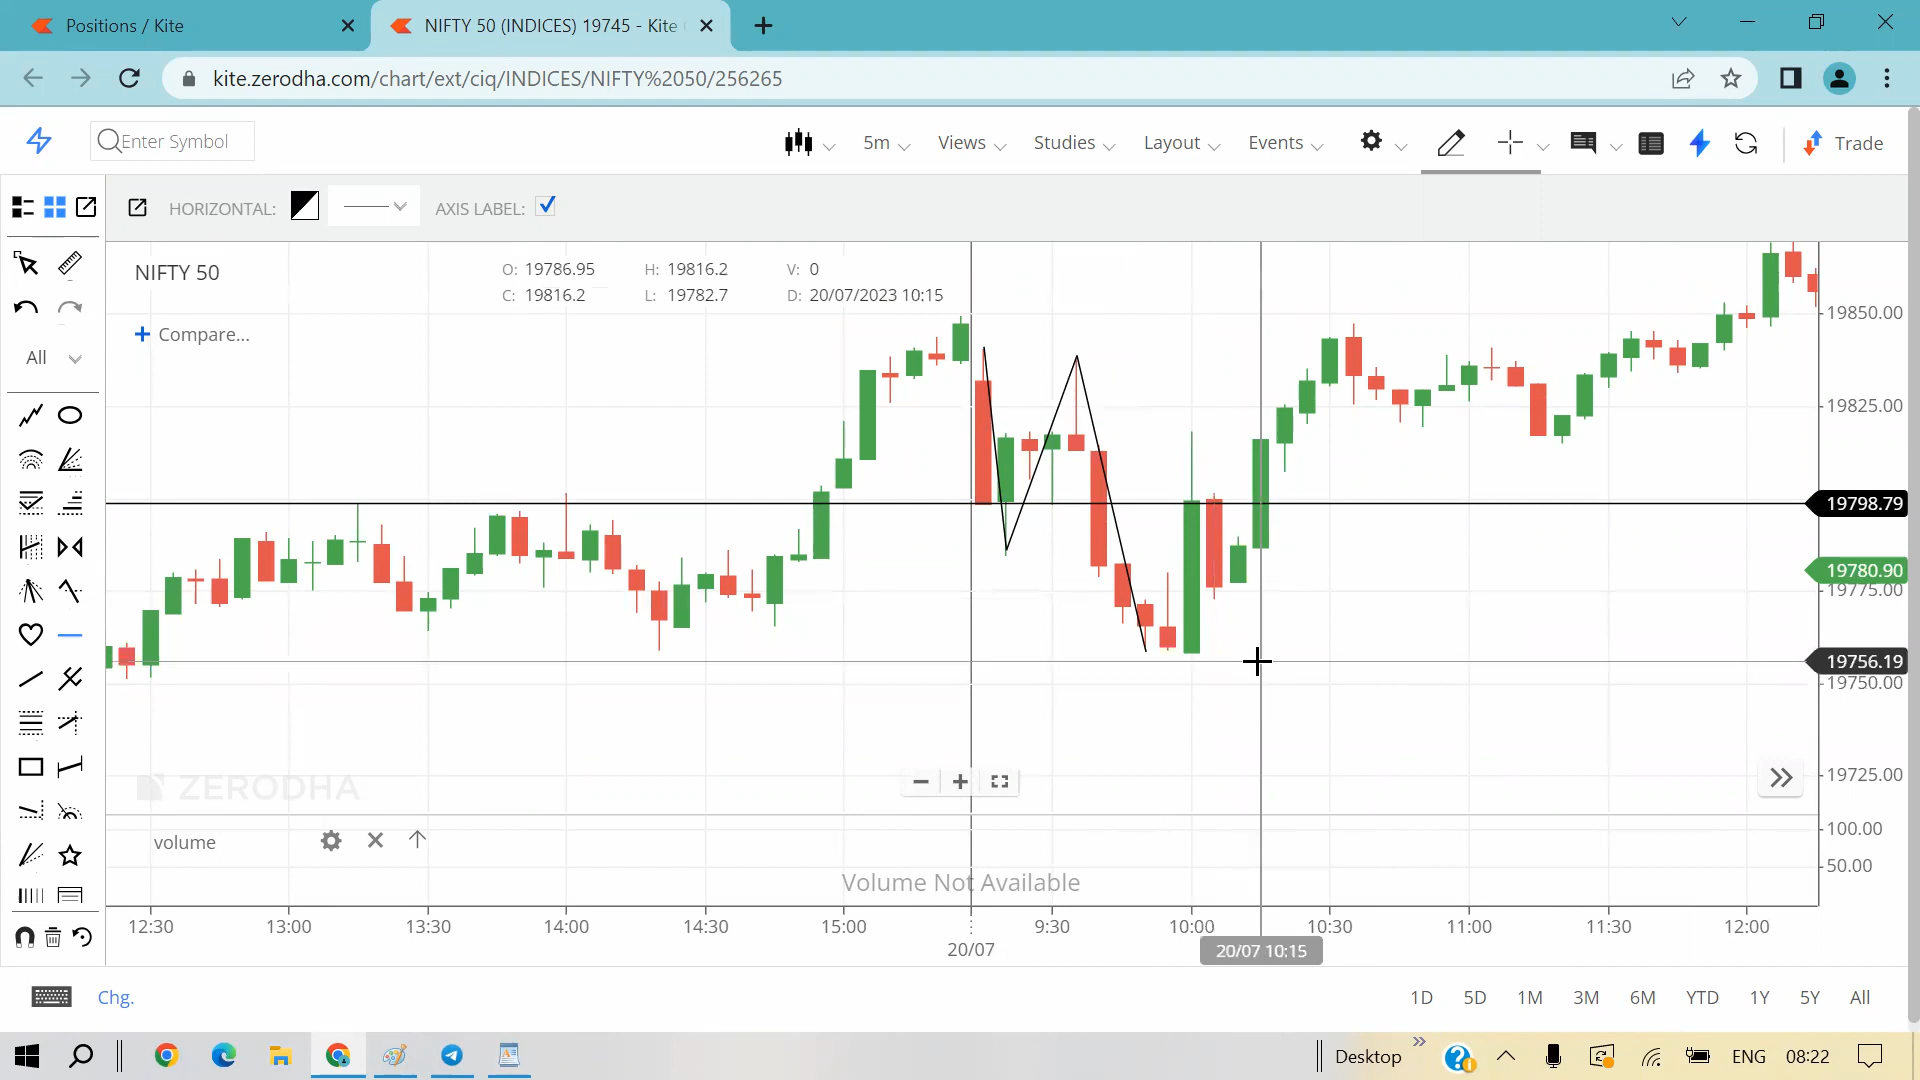 Positions / Kite
NIFTY 50 (INDICES) 19745 - Kite
kite.zerodha.com/chart/ext/ciq/INDICES/NIFTY%2050/256265
Enter Symbol
5m
Views
Studies
Layout
Events
Trade
HORIZONTAL:
AXIS LABEL:
All
NIFTY 50
O: 19786.95 H: 19816.2 V: 0
C: 19816.2 L: 19782.7 D: 20/07/2023 10:15
+ Compare...
19850.00
19825.00
19798.79
19780.90
19775.00
19756.19
19750.00
19725.00
ZERODHA
volume
100.00
50.00
Volume Not Available
12:30 13:00 13:30 14:00 14:30 15:00 9:30 10:00 10:30 11:00 11:30 12:00
20/07
20/07 10:15
Chg.
1D 5D 1M 3M 6M YTD 1Y 5Y All
Desktop
ENG
08:22